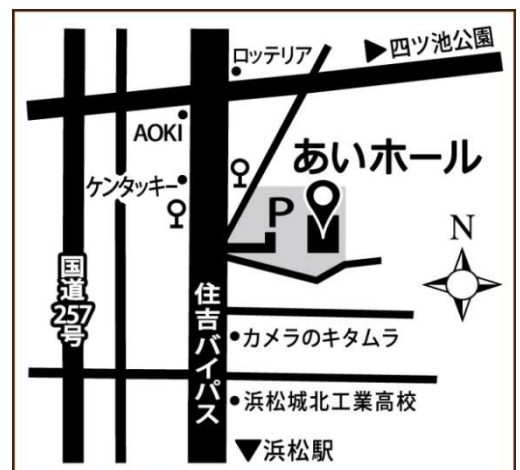 ロッテリア
▶四ツ池公園
AOKI
あいホール
ケンタッキー
P
N
国道257号
住吉バイパス
カメラのキタムラ
浜松城北工業高校
▼浜松駅